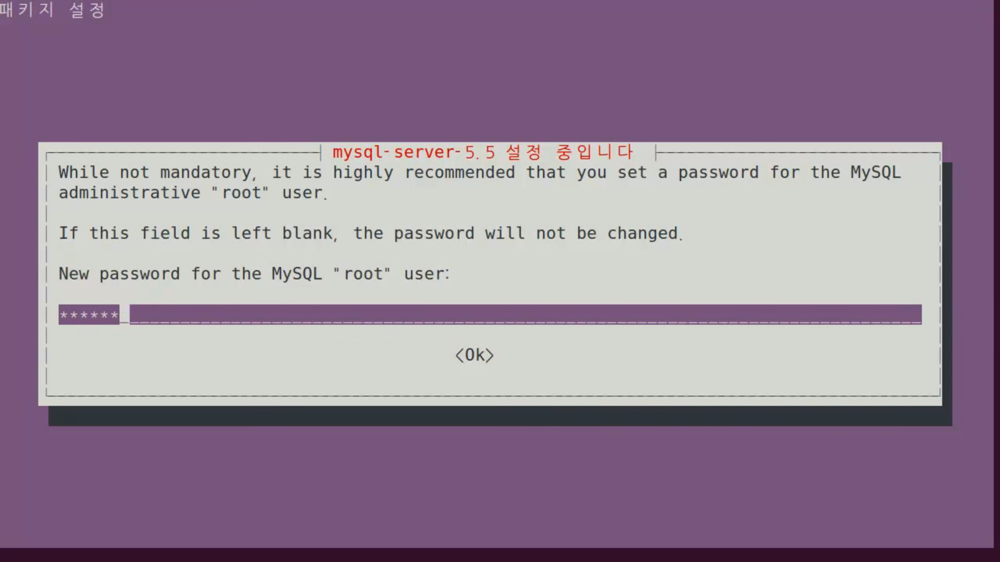 패키지 설정
mysql-server-5.5 설정 중입니다
While not mandatory, it is highly recommended that you set a password for the MySQL
administrative "root" user.
If this field is left blank, the password will not be changed.
New password for the MySQL "root" user:
******
<Ok>